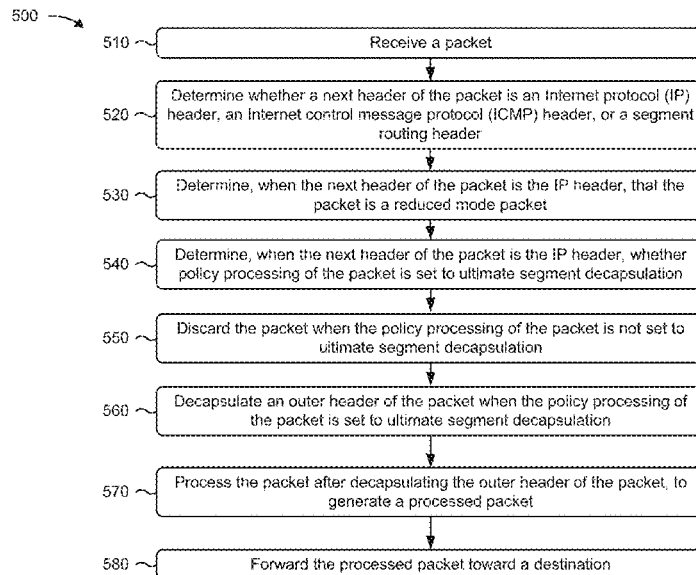 500
510
Receive a packet
520
Determine whether a next header of the packet is an Internet protocol (IP)
header, an Internet control message protocol (ICMP) header, or a segment
routing header
530
Determine, when the next header of the packet is the IP header, that the
packet is a reduced mode packet
540
Determine, when the next header of the packet is the IP header, whether
policy processing of the packet is set to ultimate segment decapsulation
550
Discard the packet when the policy processing of the packet is not set to
ultimate segment decapsulation
560
Decapsulate an outer header of the packet when the policy processing of
the packet is set to ultimate segment decapsulation
570
Process the packet after decapsulating the outer header of the packet, to
generate a processed packet
580
Forward the processed packet toward a destination